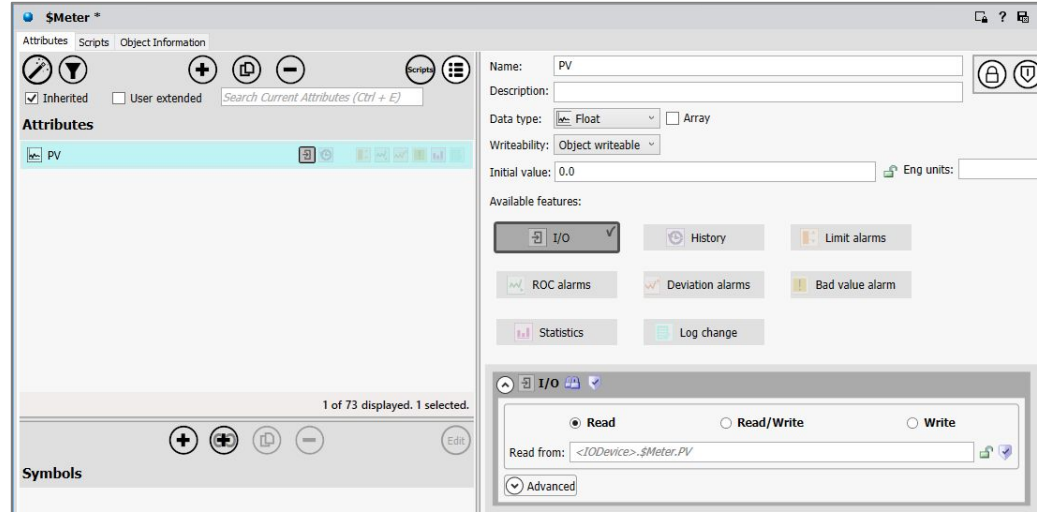 $Meter *
?
Attributes Scripts Object Information
Scripts
Inherited User extended Search Current Attributes (Ctrl + E)
Attributes
PV
1 of 73 displayed. 1 selected.
Edit
Symbols
Name: PV
Description:
Data type: Float Array
Writeability: Object writeable
Initial value: 0.0 Eng units:
Available features:
I/O History Limit alarms
ROC alarms Deviation alarms Bad value alarm
Statistics Log change
I/O
Read Read/Write Write
Read from: <IODevice>.$Meter.PV
Advanced